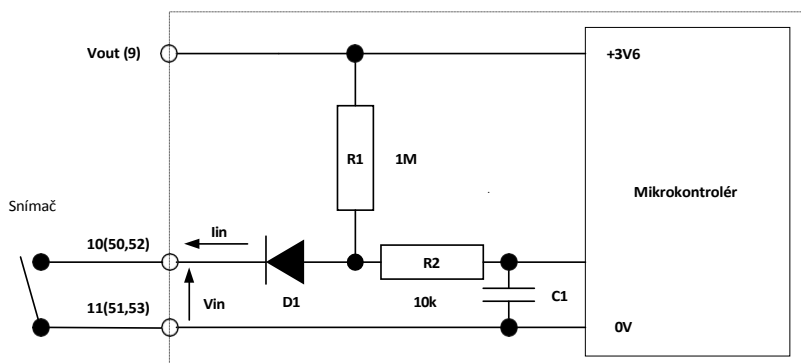 Vout (9)
+3V6
R1
1M
Mikrokontrolér
Snímač
10(50,52)
Iin
R2
11(51,53)
Vin
D1
10k
C1
0V